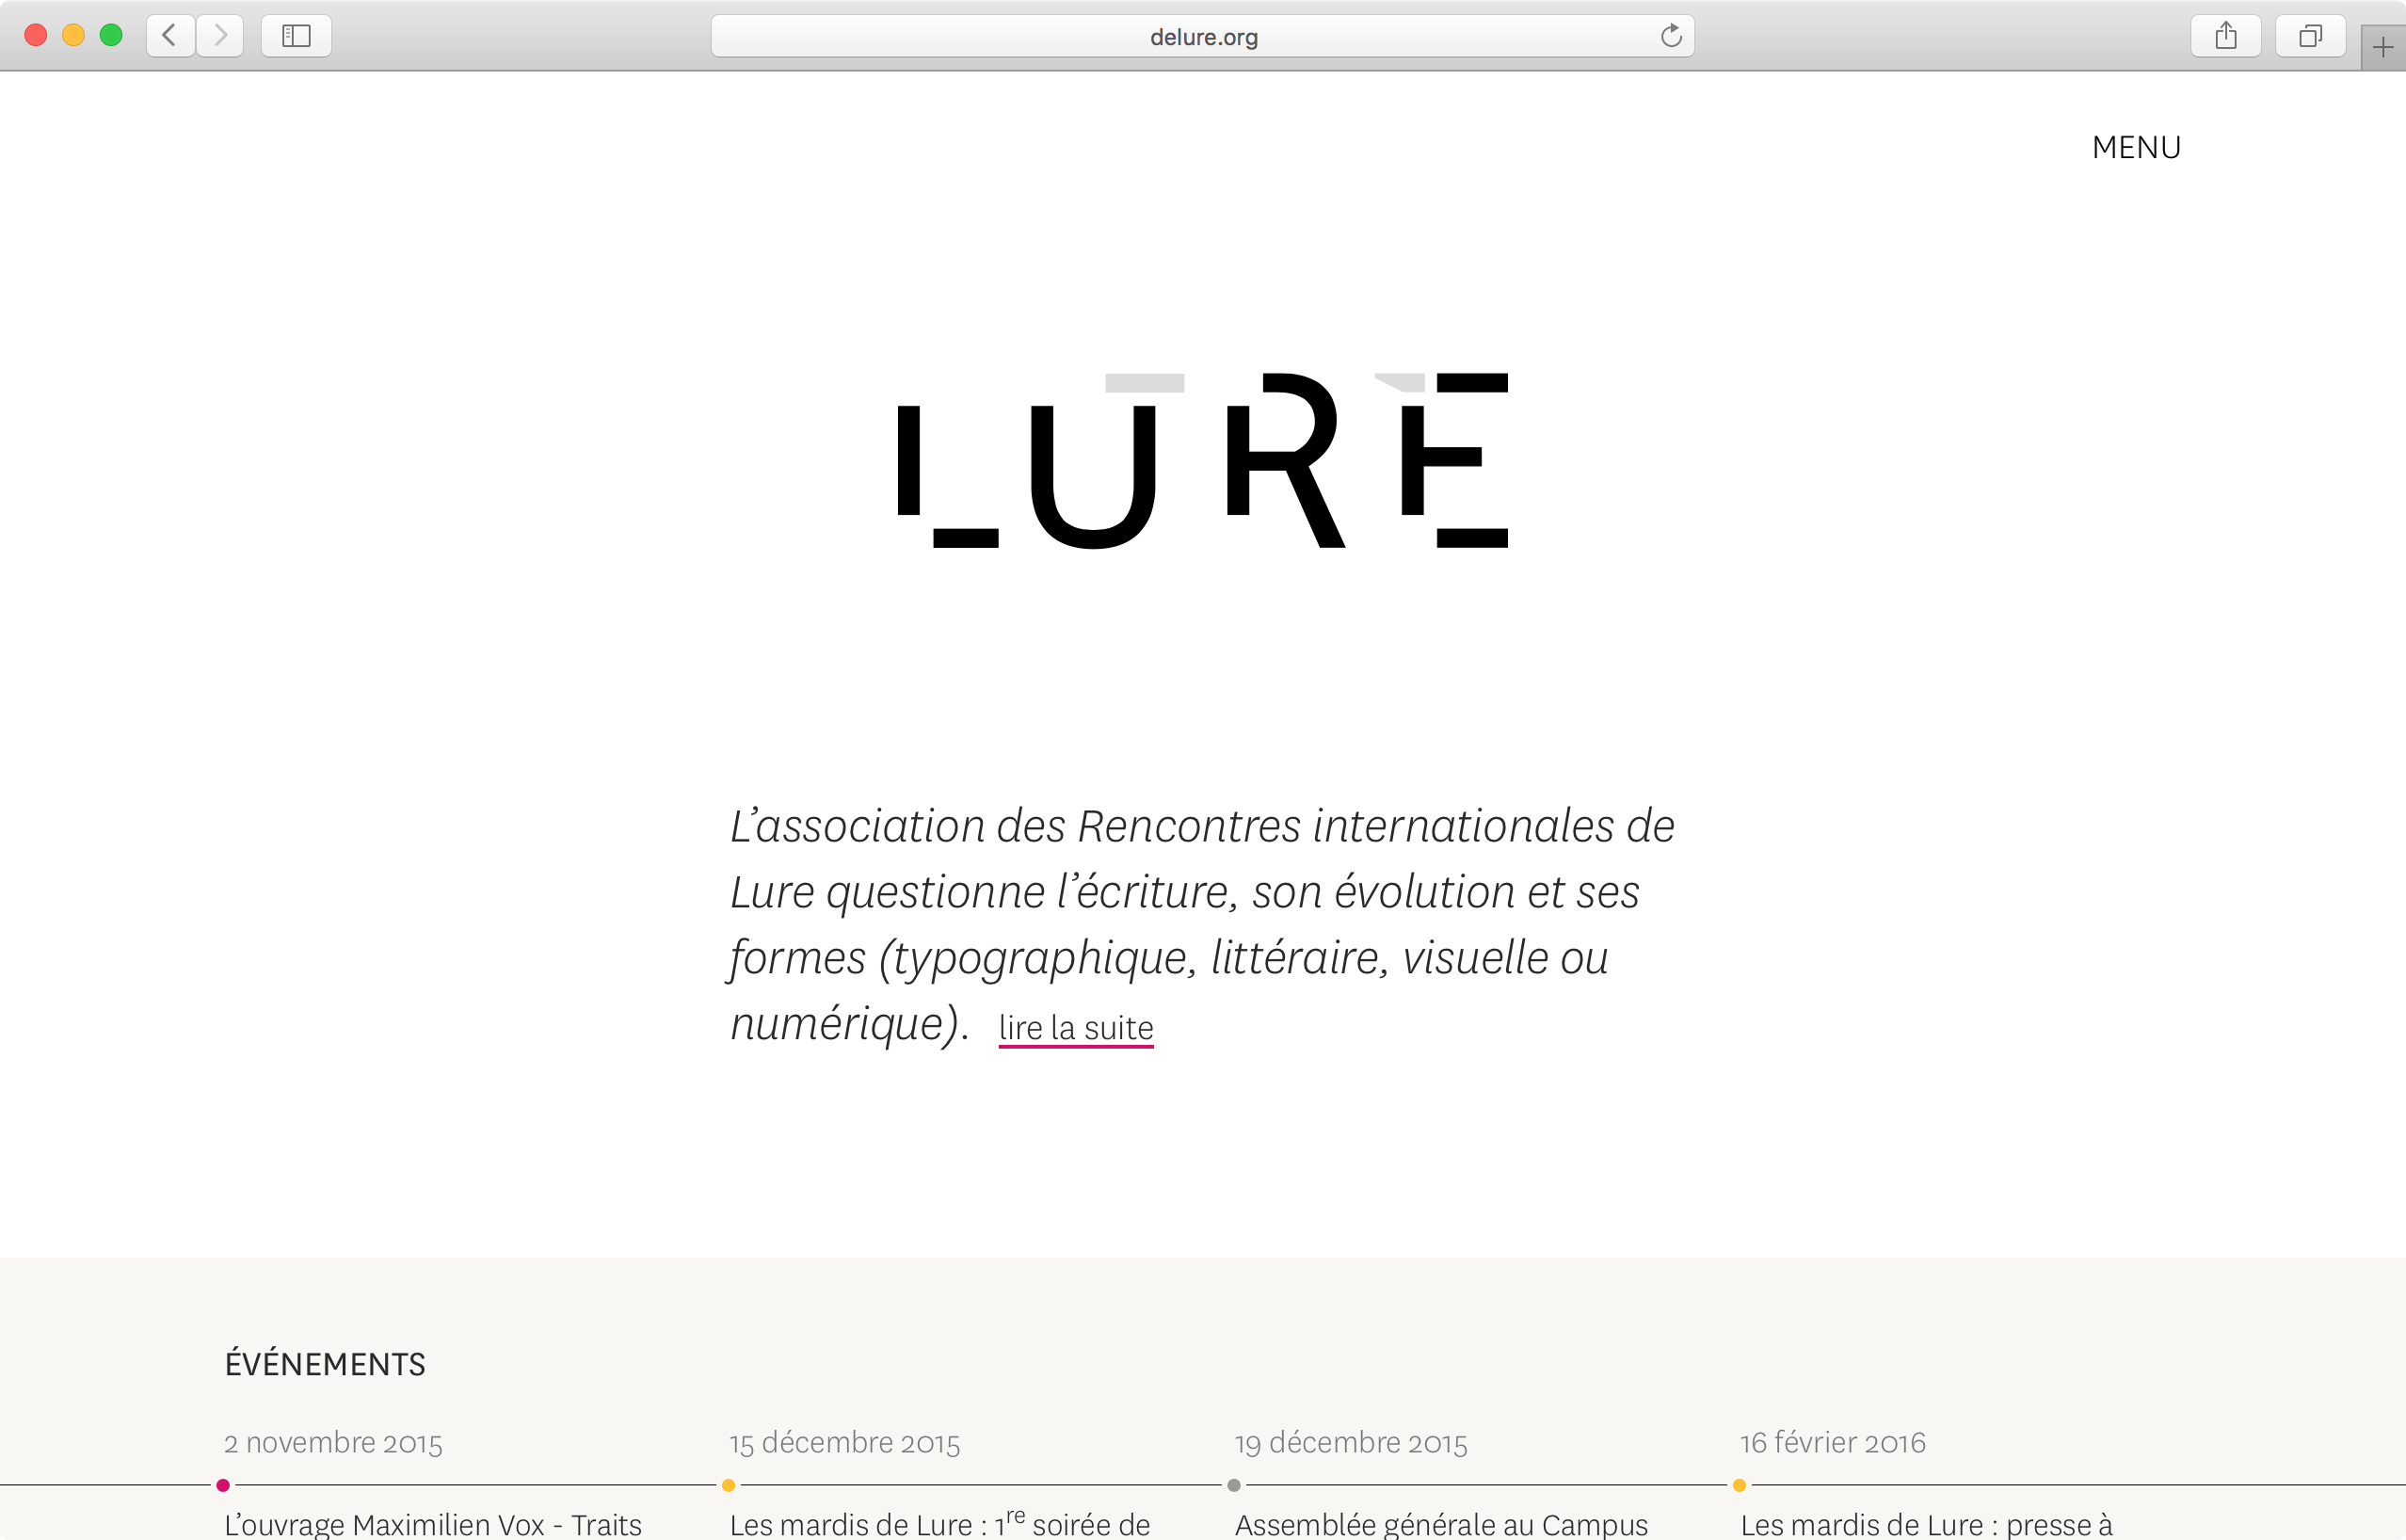 delure.org
MENU
LURE
L’association des Rencontres internationales de
Lure questionne l’écriture, son évolution et ses
formes (typographique, littéraire, visuelle ou
numérique). lire la suite
ÉVÉNEMENTS
2 novembre 2015
15 décembre 2015
19 décembre 2015
16 février 2016
L’ouvrage Maximilien Vox - Traits
Les mardis de Lure : 1re soirée de
Assemblée générale au Campus
Les mardis de Lure : presse à